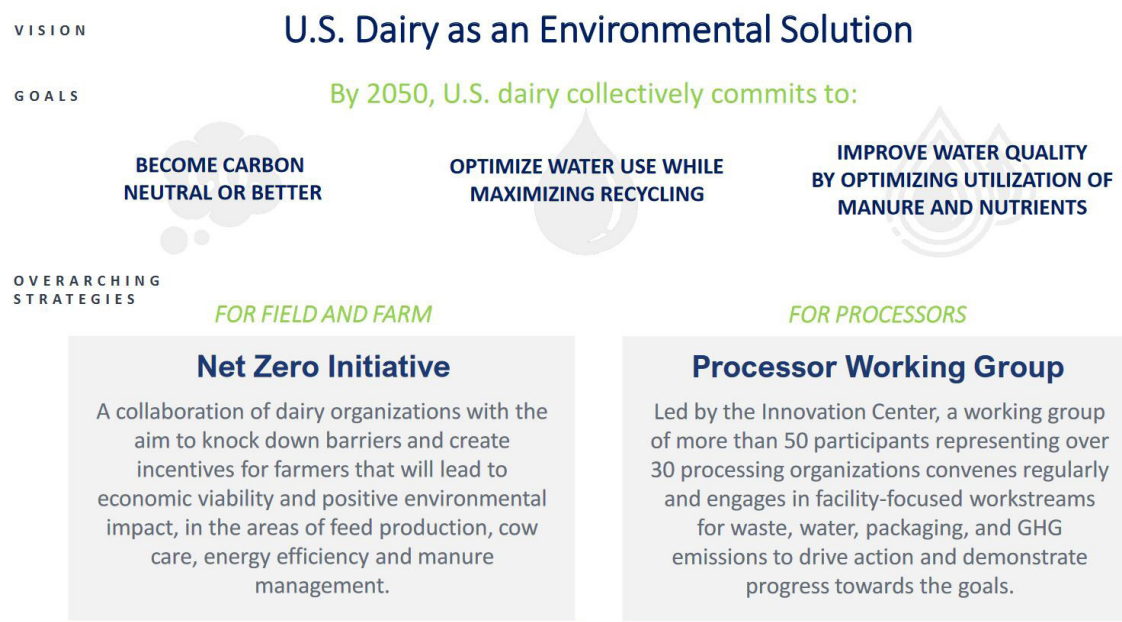 VISION
U.S. Dairy as an Environmental Solution
GOALS
By 2050, U.S. dairy collectively commits to:
BECOME CARBON
NEUTRAL OR BETTER
OPTIMIZE WATER USE WHILE
MAXIMIZING RECYCLING
IMPROVE WATER QUALITY
BY OPTIMIZING UTILIZATION OF
MANURE AND NUTRIENTS
OVERARCHING
STRATEGIES
FOR FIELD AND FARM
Net Zero Initiative
A collaboration of dairy organizations with the
aim to knock down barriers and create
incentives for farmers that will lead to
economic viability and positive environmental
impact, in the areas of feed production, cow
care, energy efficiency and manure
management.
FOR PROCESSORS
Processor Working Group
Led by the Innovation Center, a working group
of more than 50 participants representing over
30 processing organizations convenes regularly
and engages in facility-focused workstreams
for waste, water, packaging, and GHG
emissions to drive action and demonstrate
progress towards the goals.